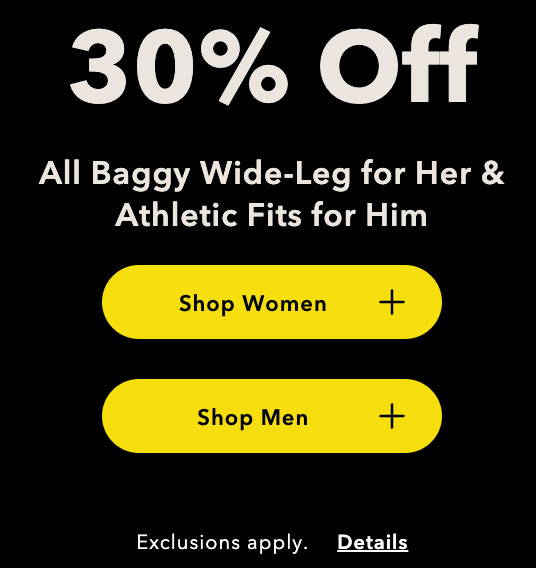 30% Off
All Baggy Wide-Leg for Her &
Athletic Fits for Him
Shop Women +
Shop Men +
Exclusions apply. Details